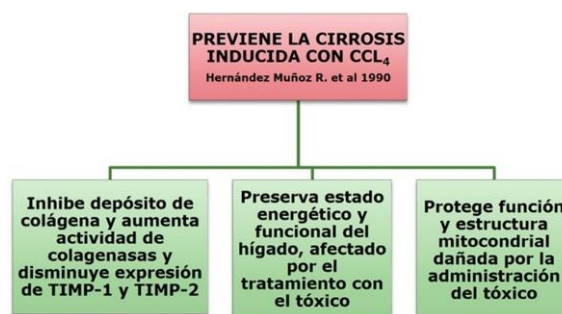 PREVIENE LA CIRROSIS
INDUCIDA CON CCL₄
Hernández Muñoz R. et al 1990
Inhibe depósito de
colágena y aumenta
actividad de
colagenasas y
disminuye expresión
de TIMP-1 y TIMP-2
Preserva estado
energético y
funcional del
hígado, afectado
por el
tratamiento con
el tóxico
Protege función
y estructura
mitocondrial
dañada por la
administración
del tóxico